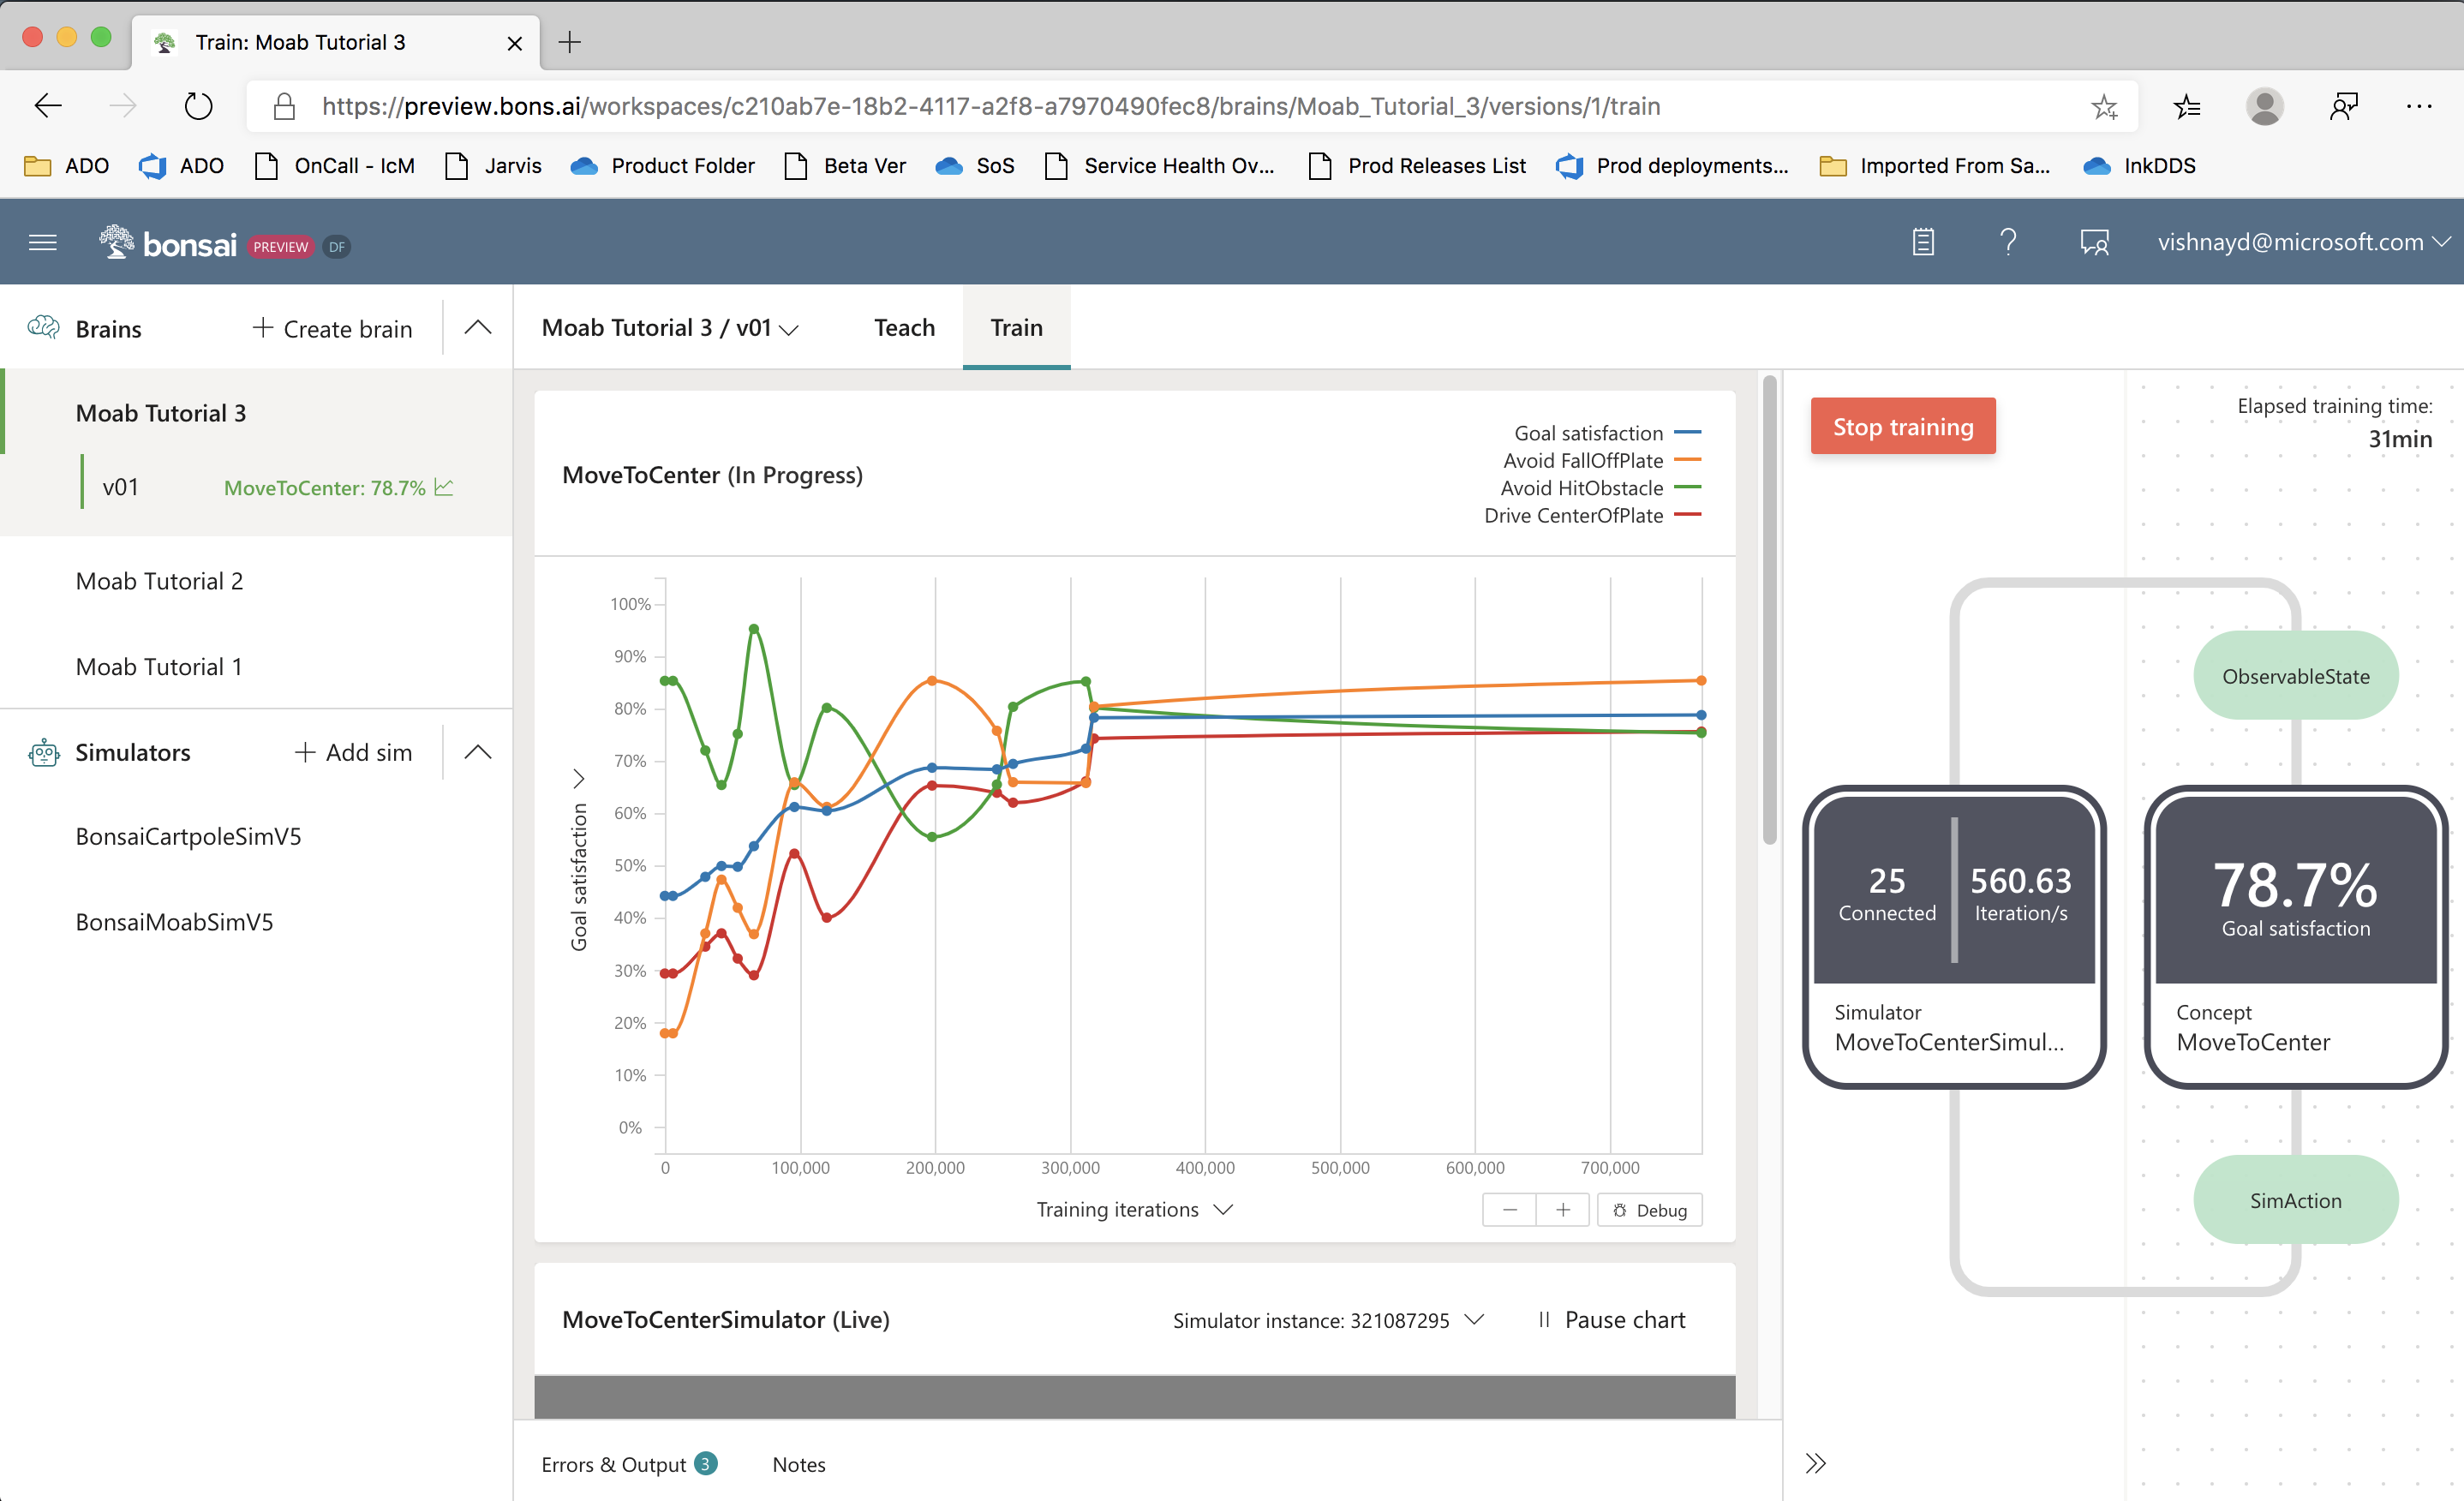 Train: Moab Tutorial 3
https://preview.bons.ai/workspaces/c210ab7e-18b2-4117-a2f8-a7970490fec8/brains/Moab_Tutorial_3/versions/1/train
ADO ADO OnCall - IcM Jarvis Product Folder Beta Ver SoS Service Health Ov... Prod Releases List Prod deployments... Imported From Sa... InkDDS
bonsai PREVIEW DF vishnayd@microsoft.com
Brains + Create brain
Moab Tutorial 3
v01 MoveToCenter: 78.7%
Moab Tutorial 2
Moab Tutorial 1
Simulators + Add sim
BonsaiCartpoleSimV5
BonsaiMoabSimV5
Moab Tutorial 3 / v01 Teach Train
MoveToCenter (In Progress)
Goal satisfaction
Avoid FallOffPlate
Avoid HitObstacle
Drive CenterOfPlate
Goal satisfaction
100%
90%
80%
70%
60%
50%
40%
30%
20%
10%
0%
0 100,000 200,000 300,000 400,000 500,000 600,000 700,000
Training iterations
Debug
MoveToCenterSimulator (Live) Simulator instance: 321087295 Pause chart
Errors & Output 3 Notes
Stop training
Elapsed training time:
31min
ObservableState
25 Connected
560.63 Iteration/s
Simulator
MoveToCenterSimul...
78.7%
Goal satisfaction
Concept
MoveToCenter
SimAction